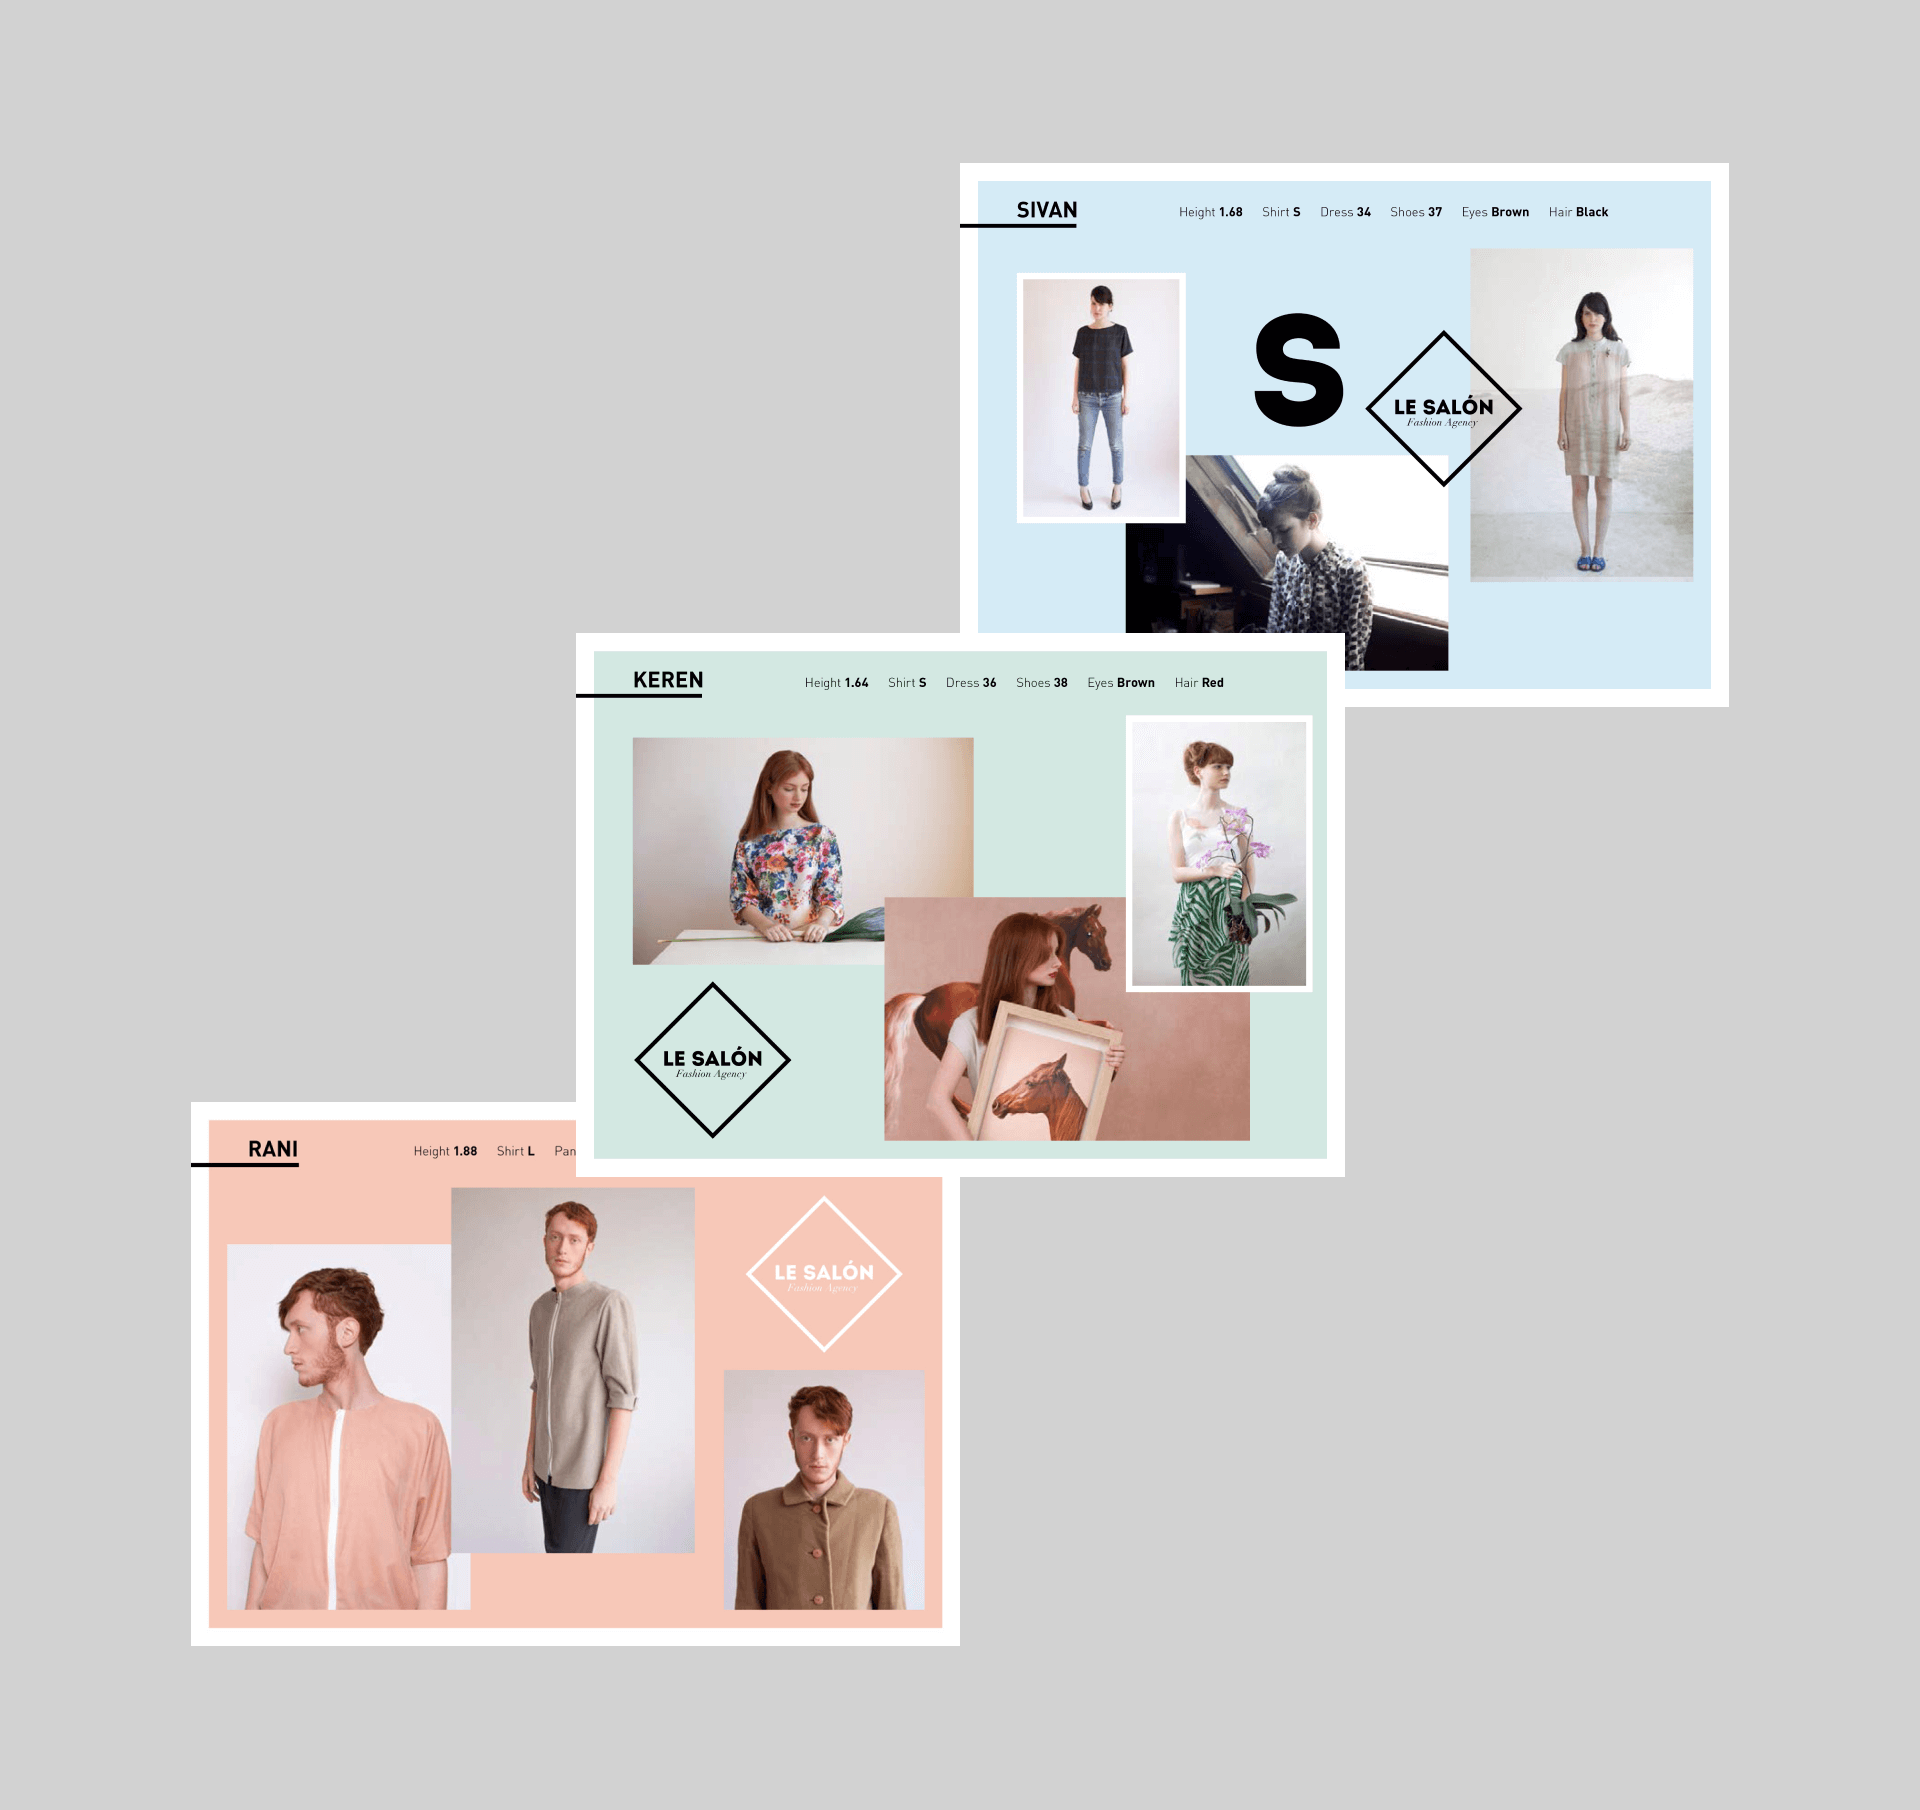 SIVAN
Height 1.68 Shirt S Dress 34 Shoes 37 Eyes Brown Hair Black
S
LE SALÓN
Fashion Agency
KEREN
Height 1.64 Shirt S Dress 36 Shoes 38 Eyes Brown Hair Red
LE SALÓN
Fashion Agency
RANI
Height 1.88 Shirt L Pan
LE SALÓN
Fashion Agency